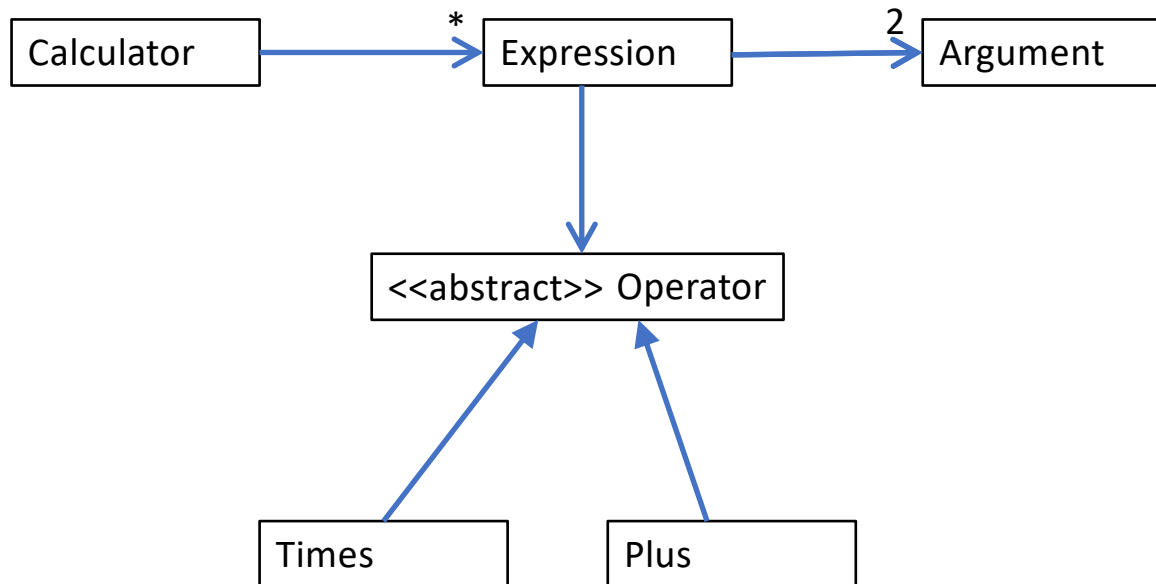 *
2
Calculator
Expression
Argument
<<abstract>> Operator
Times
Plus